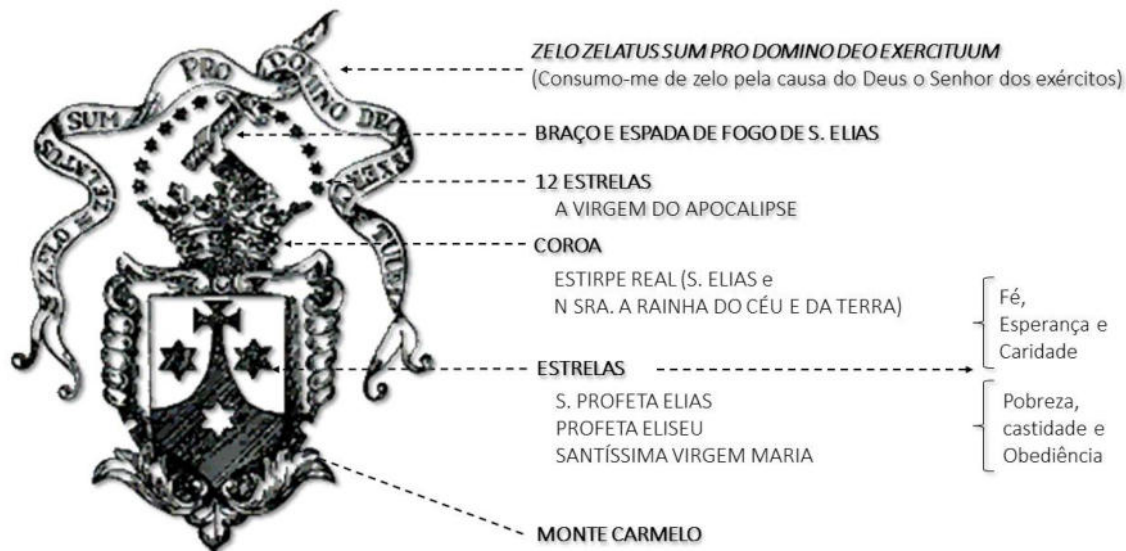 ZELO ZELATUS SUM PRO DOMINO DEO EXERCITUUM
(Consumo-me de zelo pela causa do Deus o Senhor dos exércitos)
BRAÇO E ESPADA DE FOGO DE S. ELIAS
12 ESTRELAS
A VIRGEM DO APOCALIPSE
COROA
ESTIRPE REAL (S. ELIAS e
N SRA. A RAINHA DO CÉU E DA TERRA)
Fé,
Esperança e
Caridade
ESTRELAS
S. PROFETA ELIAS
PROFETA ELISEU
SANTÍSSIMA VIRGEM MARIA
Pobreza,
castidade e
Obediência
MONTE CARMELO
ZELO ZELATUS SUM PRO DOMINO DEO